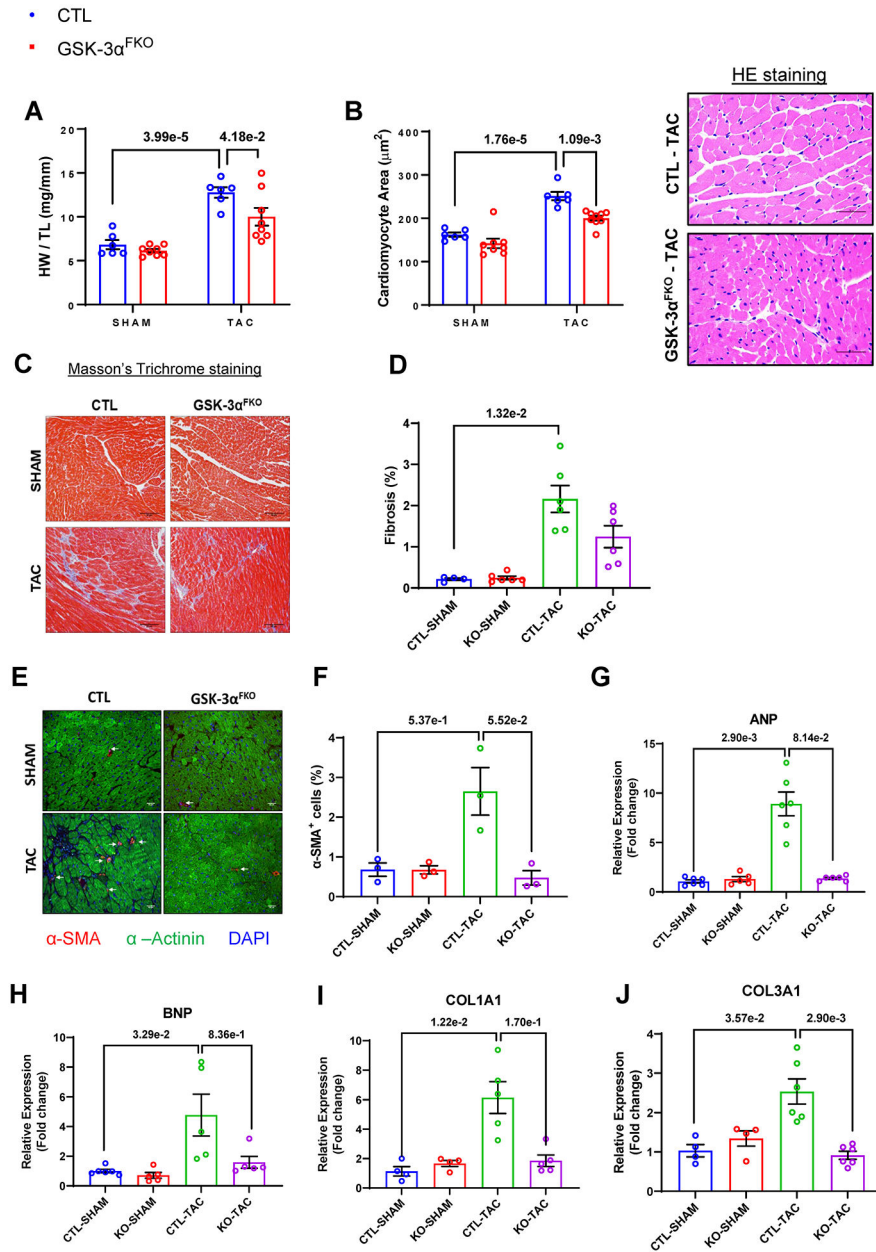 CTL
GSK-3α^FKO
A
HW / TL (mg/mm)
20
15
10
5
0
3.99e-5
4.18e-2
SHAM
TAC
B
Cardiomyocyte Area (μm²)
400
300
200
100
0
1.76e-5
1.09e-3
SHAM
TAC
HE staining
CTL - TAC
GSK-3α^FKO - TAC
C
Masson's Trichrome staining
CTL
GSK-3α^FKO
SHAM
TAC
D
Fibrosis (%)
4
3
2
1
0
1.32e-2
CTL-SHAM
KO-SHAM
CTL-TAC
KO-TAC
E
CTL
GSK-3α^FKO
SHAM
TAC
α-SMA
α –Actinin
DAPI
F
α-SMA⁺ cells (%)
4
3
2
1
0
5.37e-1
5.52e-2
CTL-SHAM
KO-SHAM
CTL-TAC
KO-TAC
G
ANP
Relative Expression
(Fold change)
15
10
5
0
2.90e-3
8.14e-2
CTL-SHAM
KO-SHAM
CTL-TAC
KO-TAC
H
BNP
Relative Expression
(Fold change)
10
8
6
4
2
0
3.29e-2
8.36e-1
CTL-SHAM
KO-SHAM
CTL-TAC
KO-TAC
I
COL1A1
Relative Expression
(Fold change)
10
8
6
4
2
0
1.22e-2
1.70e-1
CTL-SHAM
KO-SHAM
CTL-TAC
KO-TAC
J
COL3A1
Relative Expression
(Fold change)
4
3
2
1
0
3.57e-2
2.90e-3
CTL-SHAM
KO-SHAM
CTL-TAC
KO-TAC